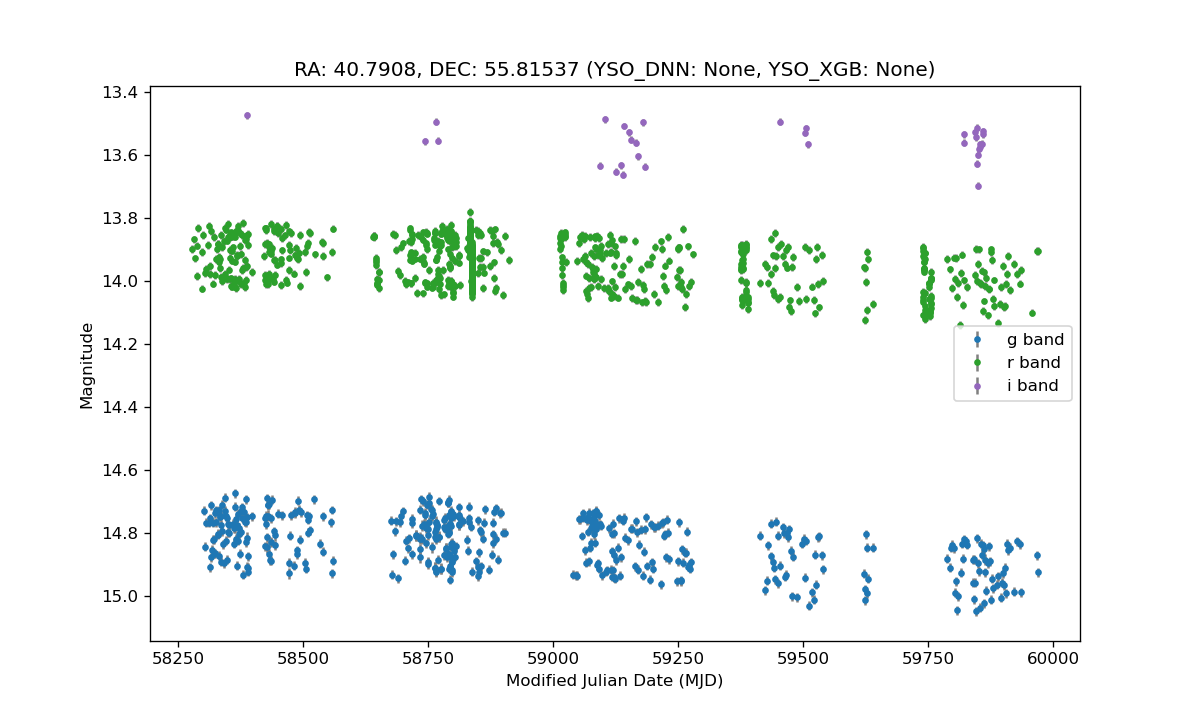 RA: 40.7908, DEC: 55.81537 (YSO_DNN: None, YSO_XGB: None)
13.4
13.6
13.8
14.0
14.2
14.4
14.6
14.8
15.0
Magnitude
g band
r band
i band
58250 58500 58750 59000 59250 59500 59750 60000
Modified Julian Date (MJD)